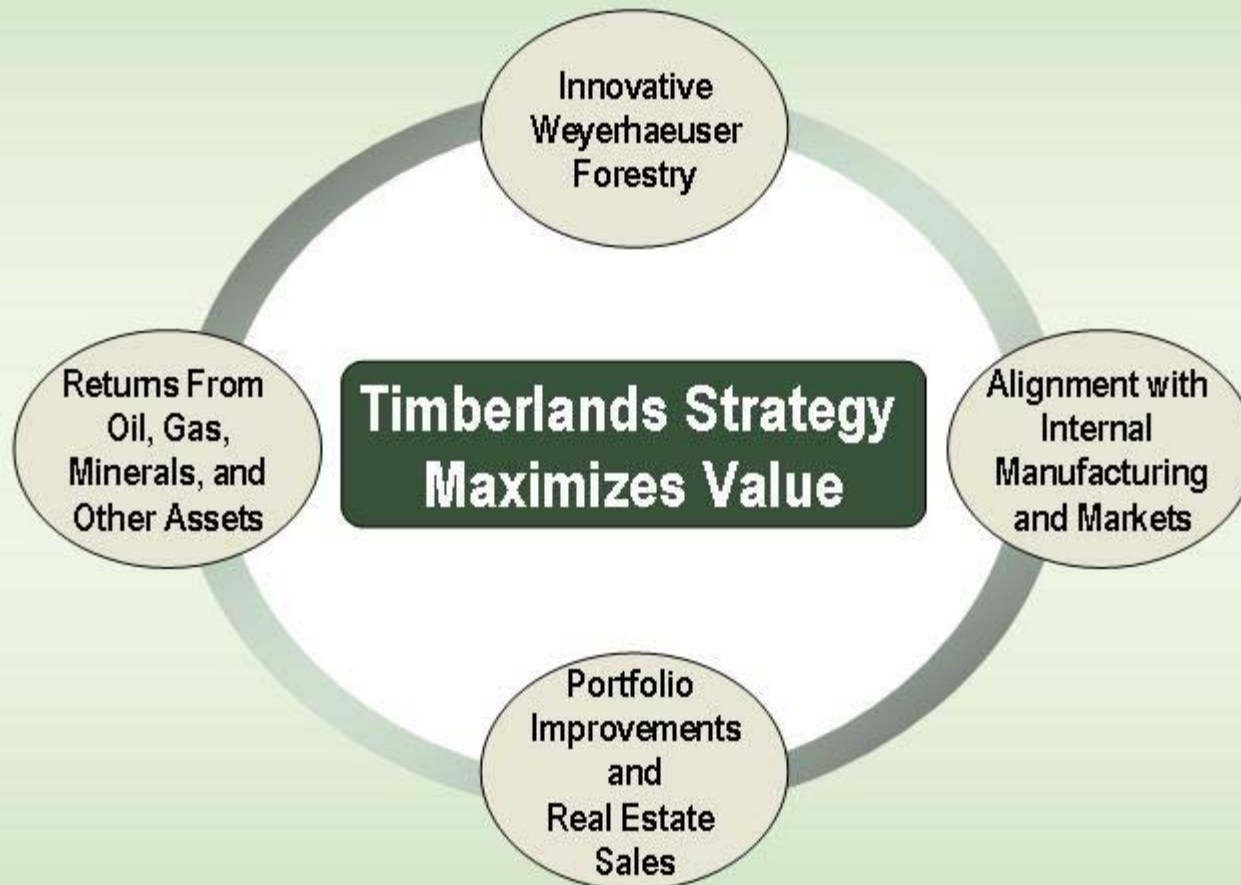 Innovative
Weyerhaeuser
Forestry
Returns From
Oil, Gas,
Minerals, and
Other Assets
Timberlands Strategy
Maximizes Value
Alignment with
Internal
Manufacturing
and Markets
Portfolio
Improvements
and
Real Estate
Sales